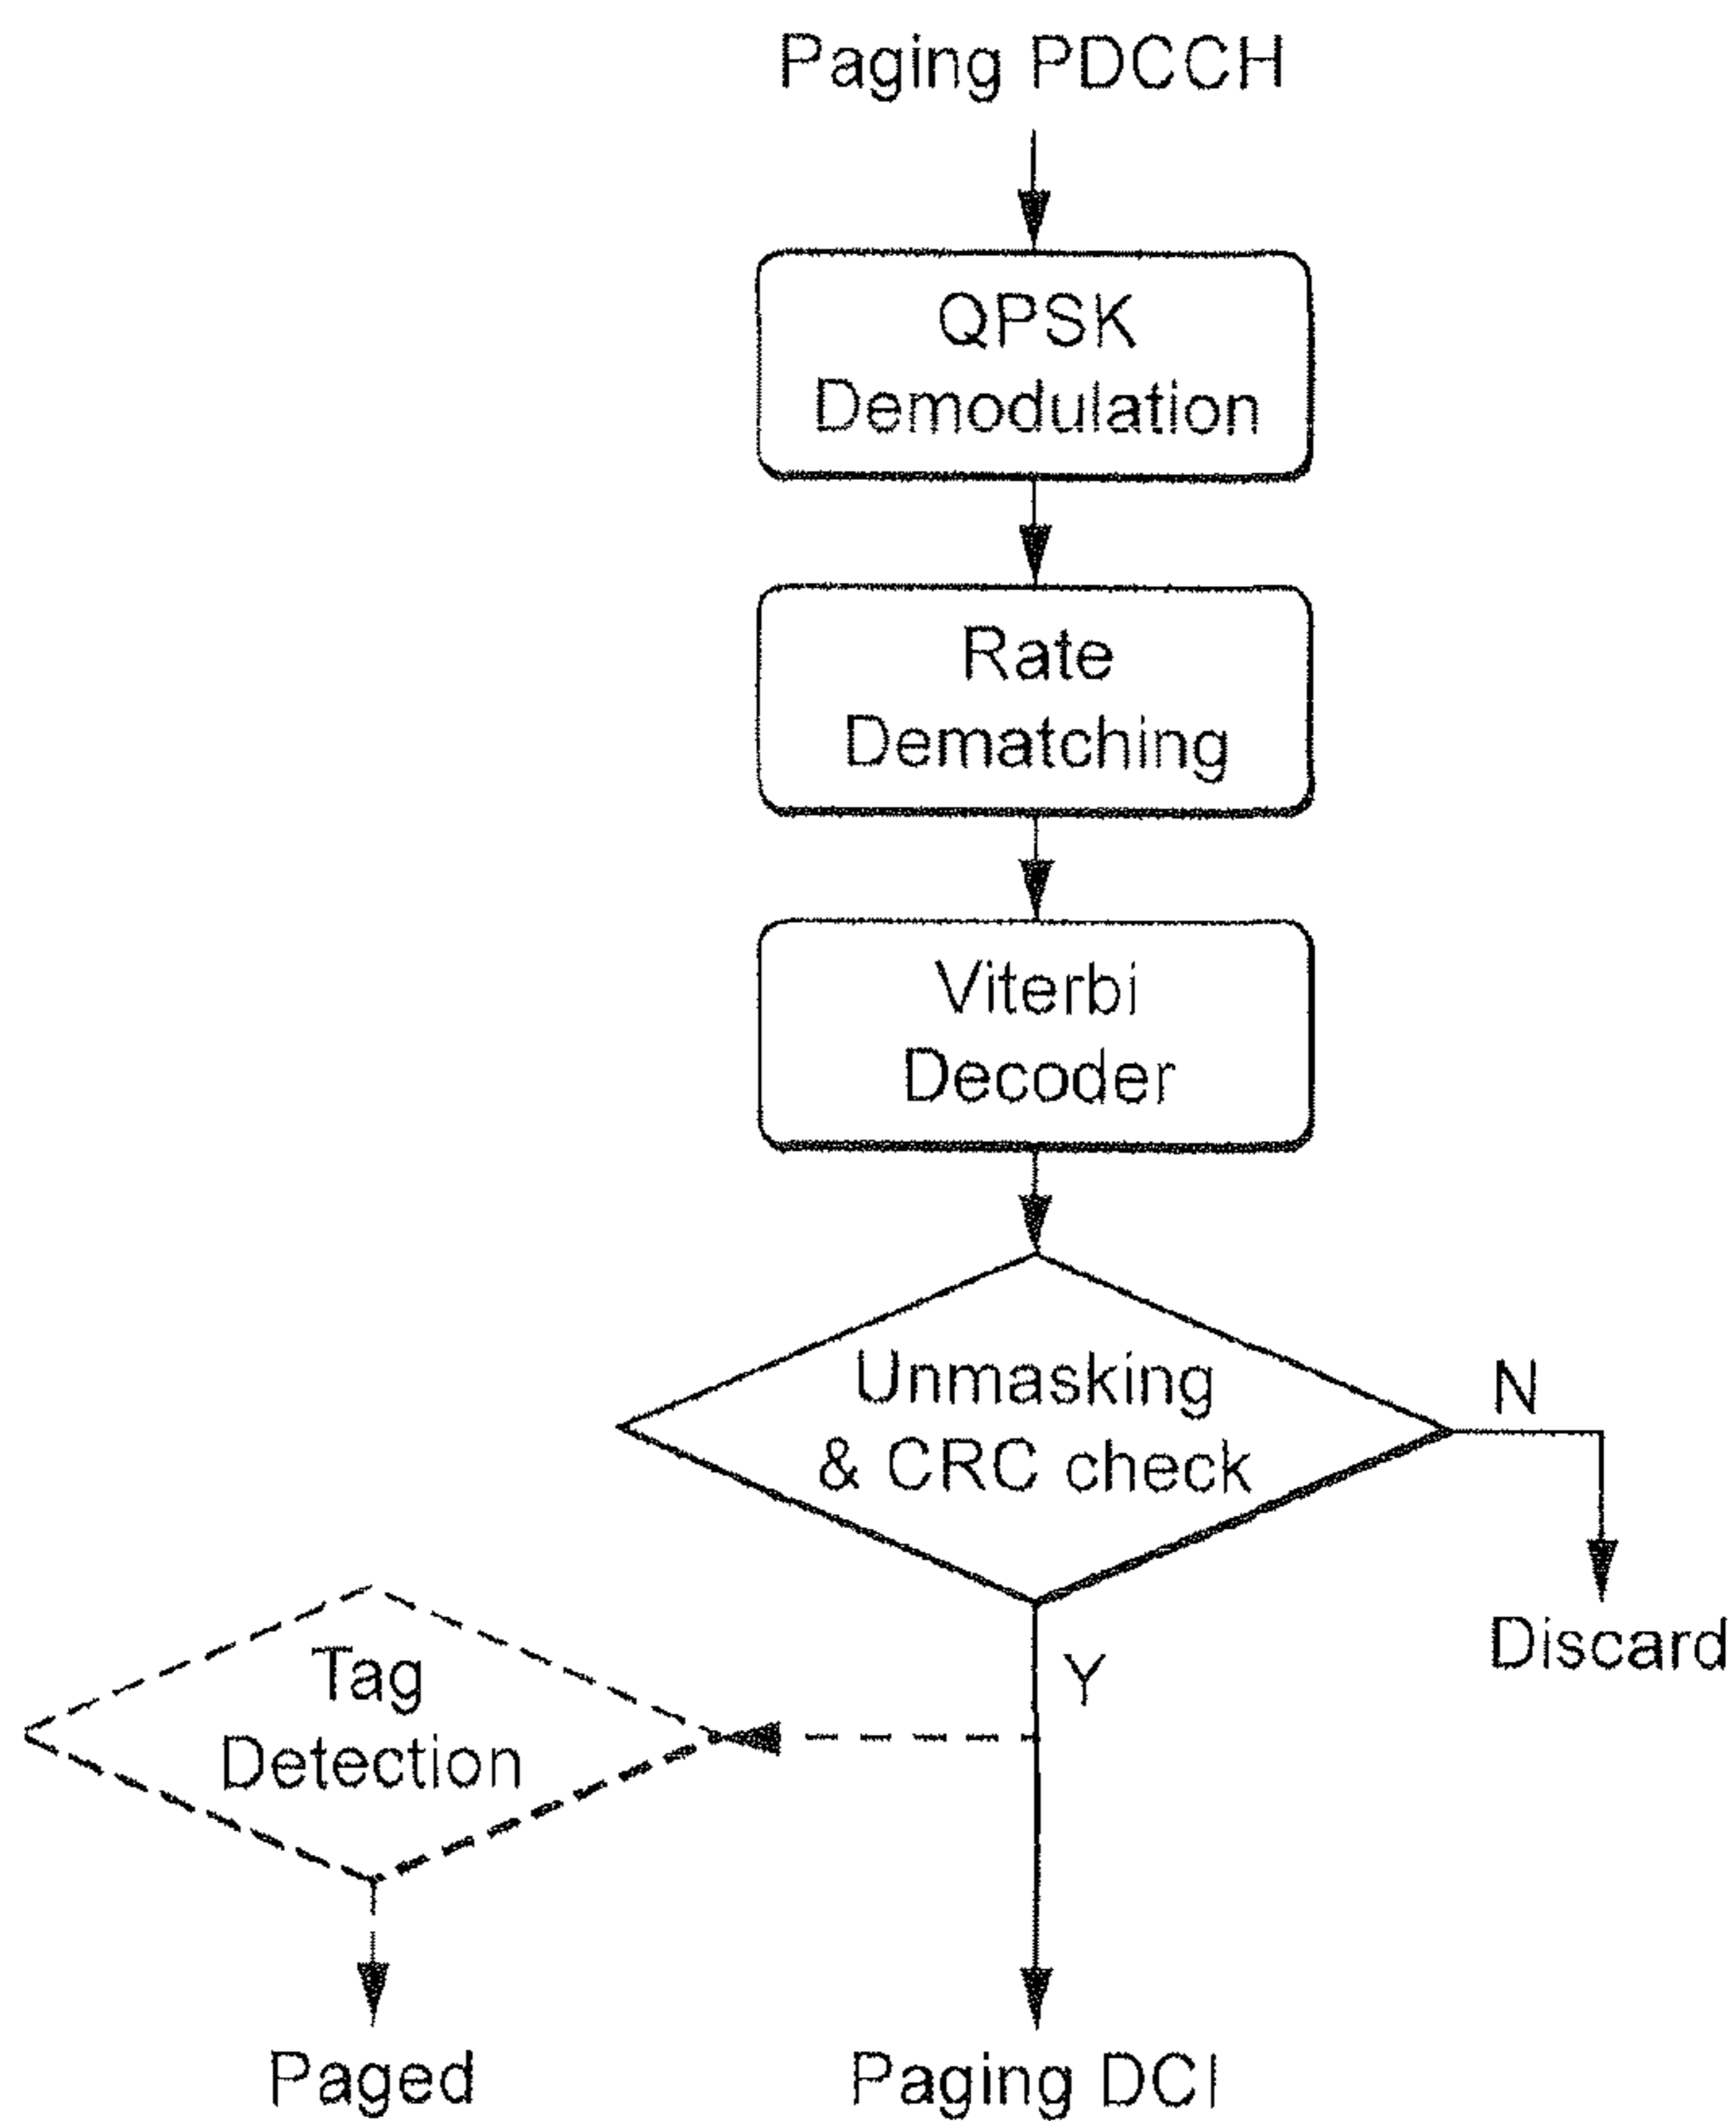 Paging PDCCH
QPSK
Demodulation
Rate
Dematching
Viterbi
Decoder
Unmasking
& CRC check
N
Discard
Y
Tag
Detection
Paged
Paging DCI